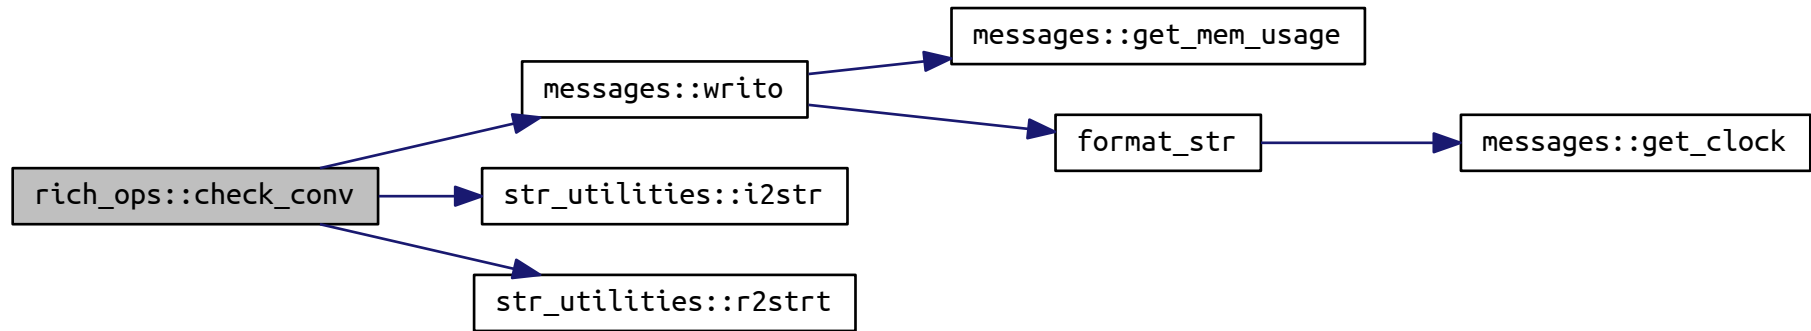 messages::get_mem_usage
messages::writo
format_str
messages::get_clock
rich_ops::check_conv
str_utilities::i2str
str_utilities::r2strt